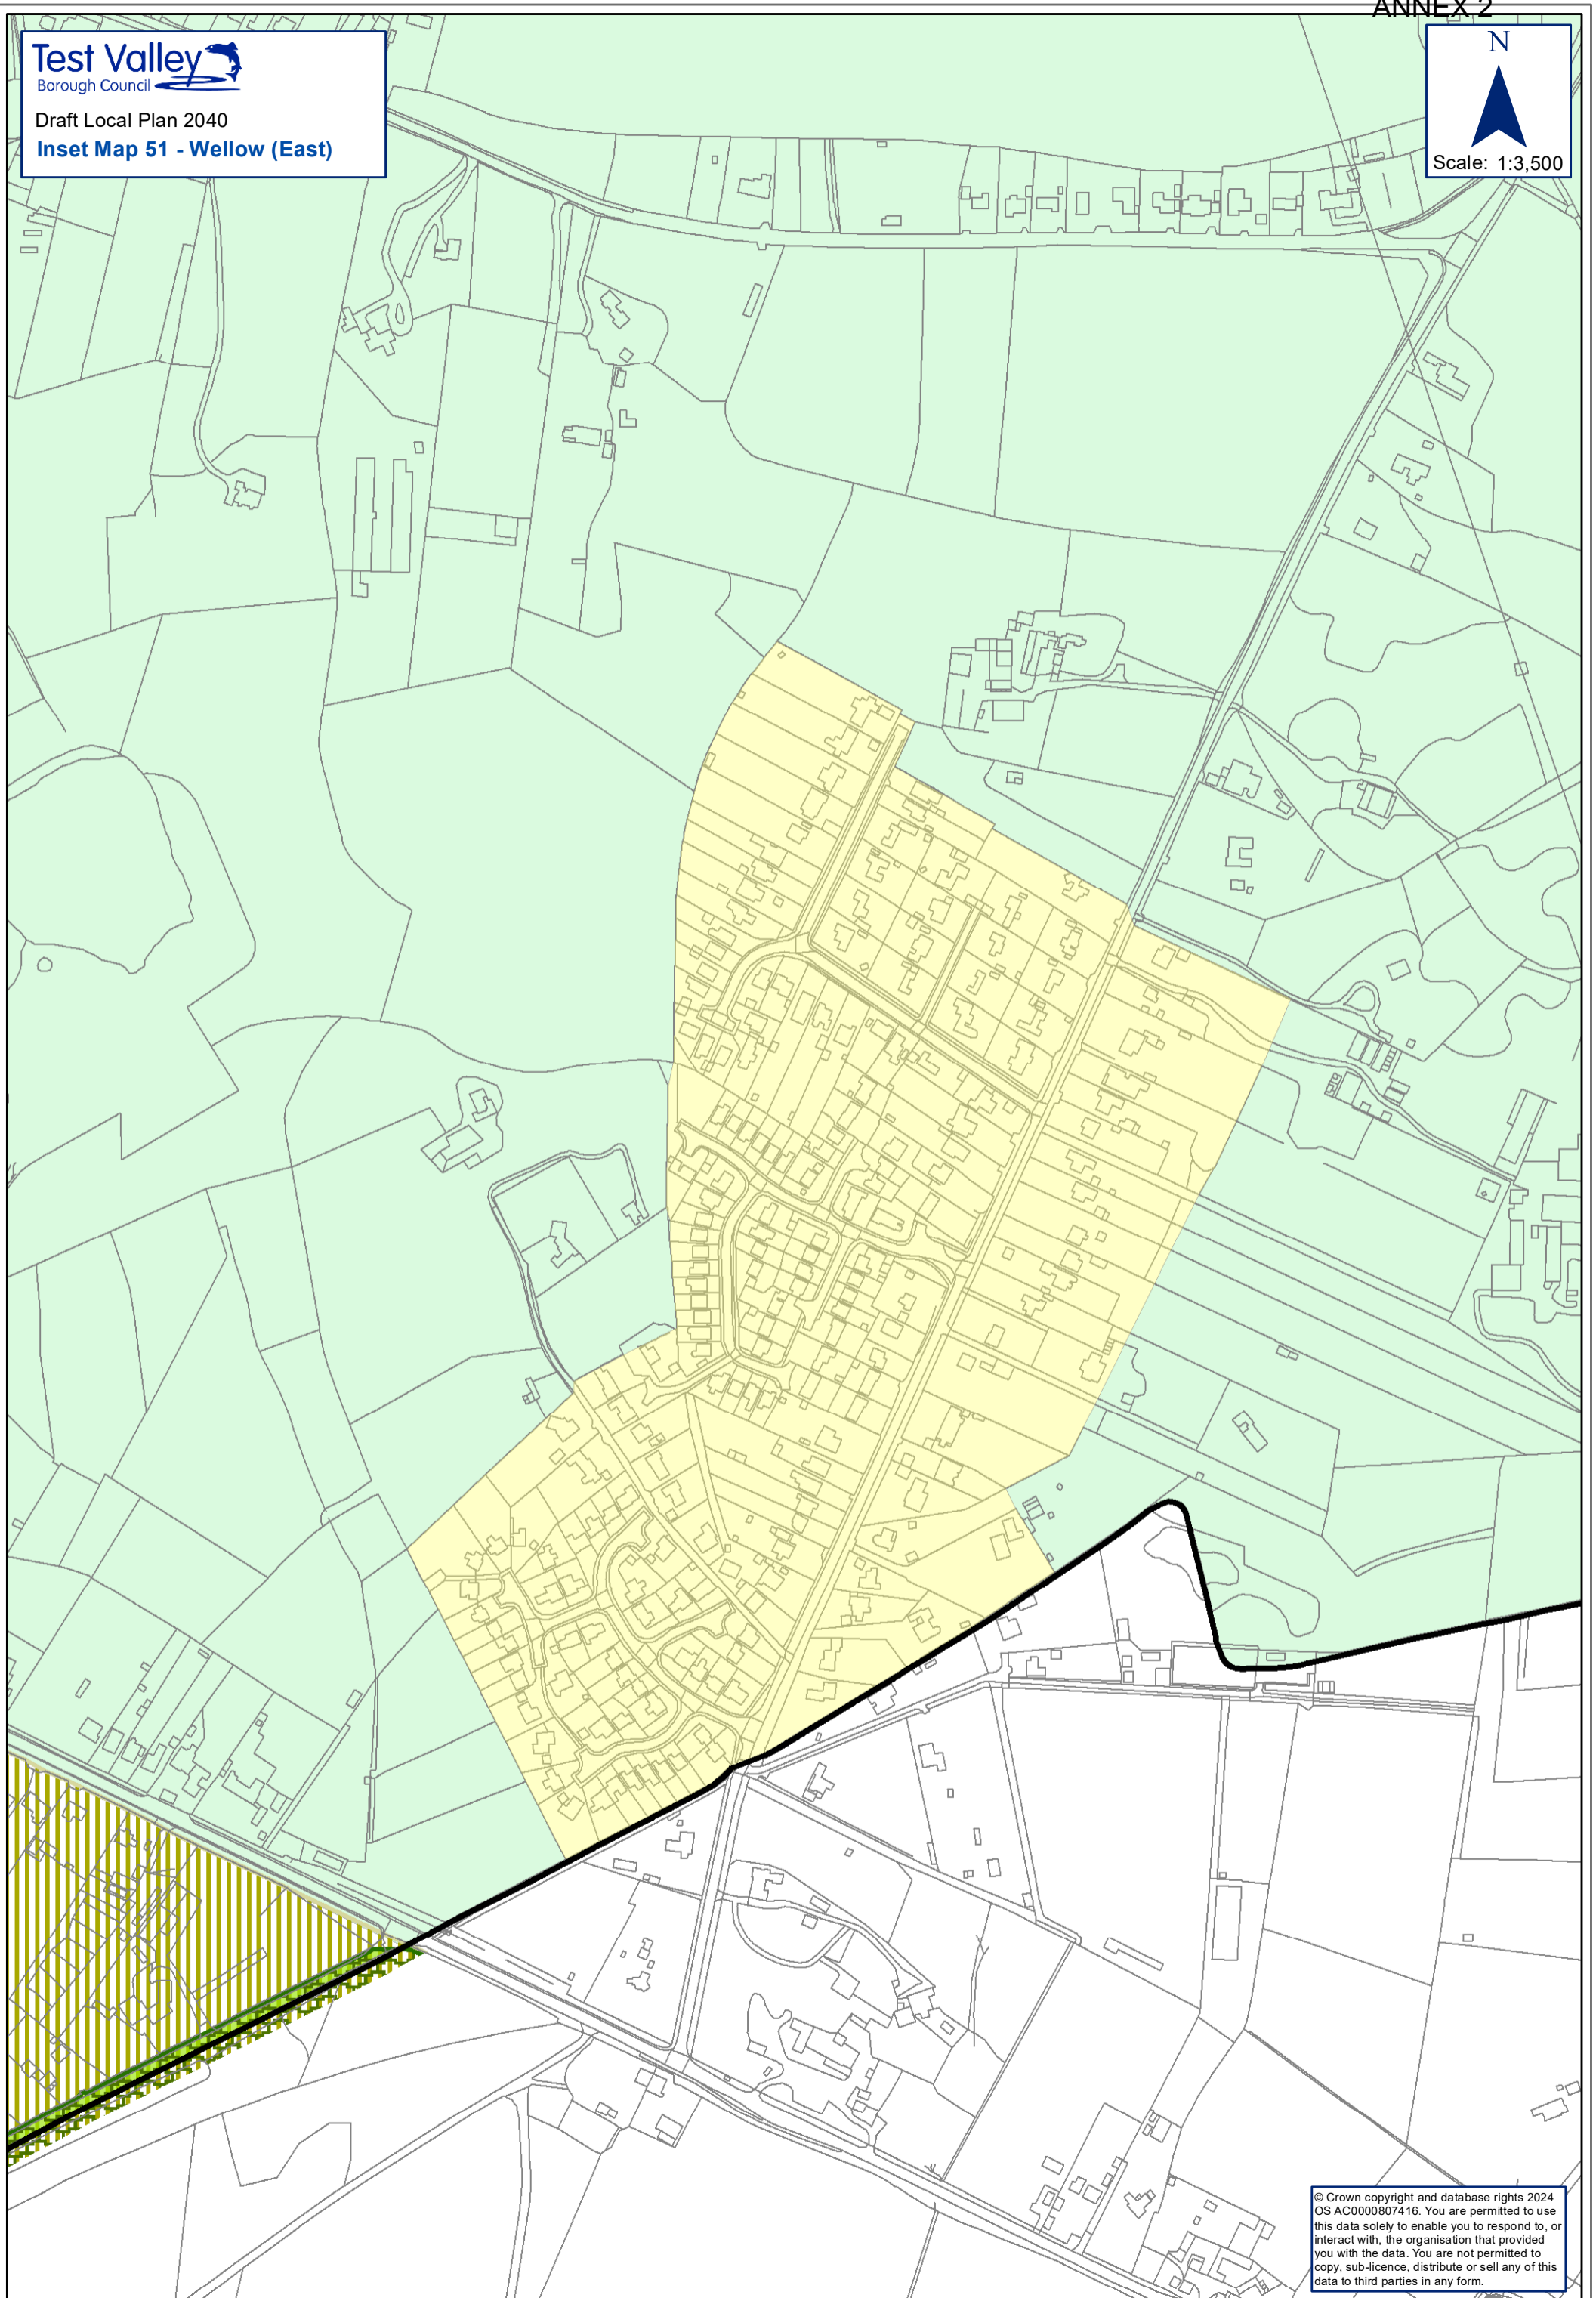 ANNEX 2
Test Valley
Borough Council
Draft Local Plan 2040
Inset Map 51 - Wellow (East)
N
Scale: 1:3,500
© Crown copyright and database rights 2024
OS AC0000807416. You are permitted to use
this data solely to enable you to respond to, or
interact with, the organisation that provided
you with the data. You are not permitted to
copy, sub-licence, distribute or sell any of this
data to third parties in any form.